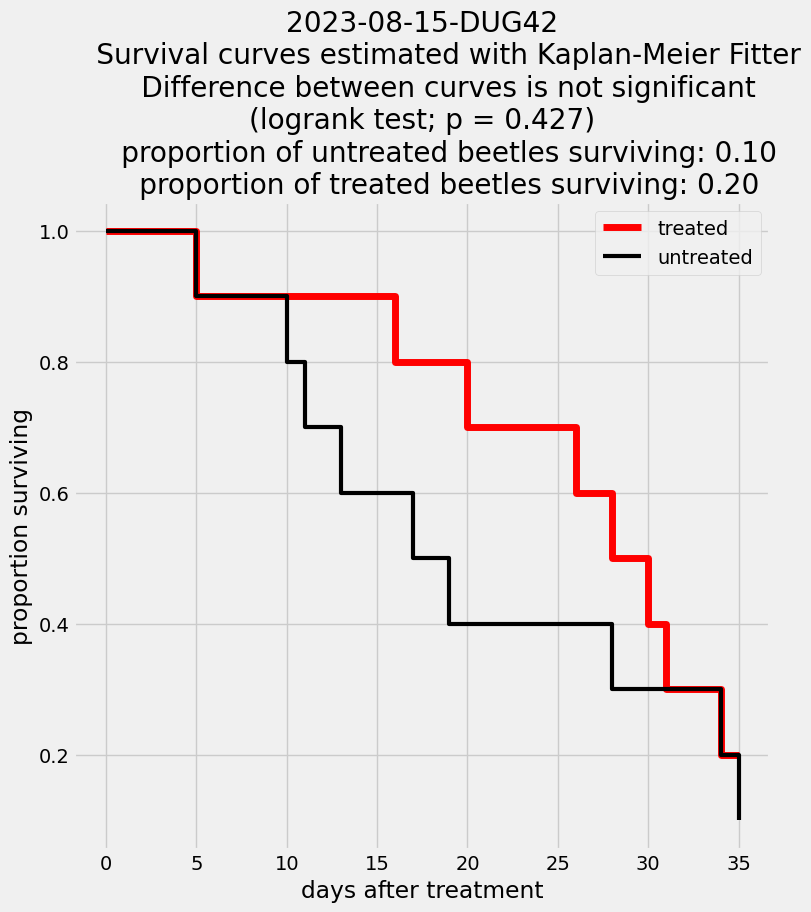 2023-08-15-DUG42
Survival curves estimated with Kaplan-Meier Fitter
Difference between curves is not significant
(logrank test; p = 0.427)
proportion of untreated beetles surviving: 0.10
proportion of treated beetles surviving: 0.20
treated
untreated
1.0
0.8
0.6
0.4
0.2
proportion surviving
0 5 10 15 20 25 30 35
days after treatment